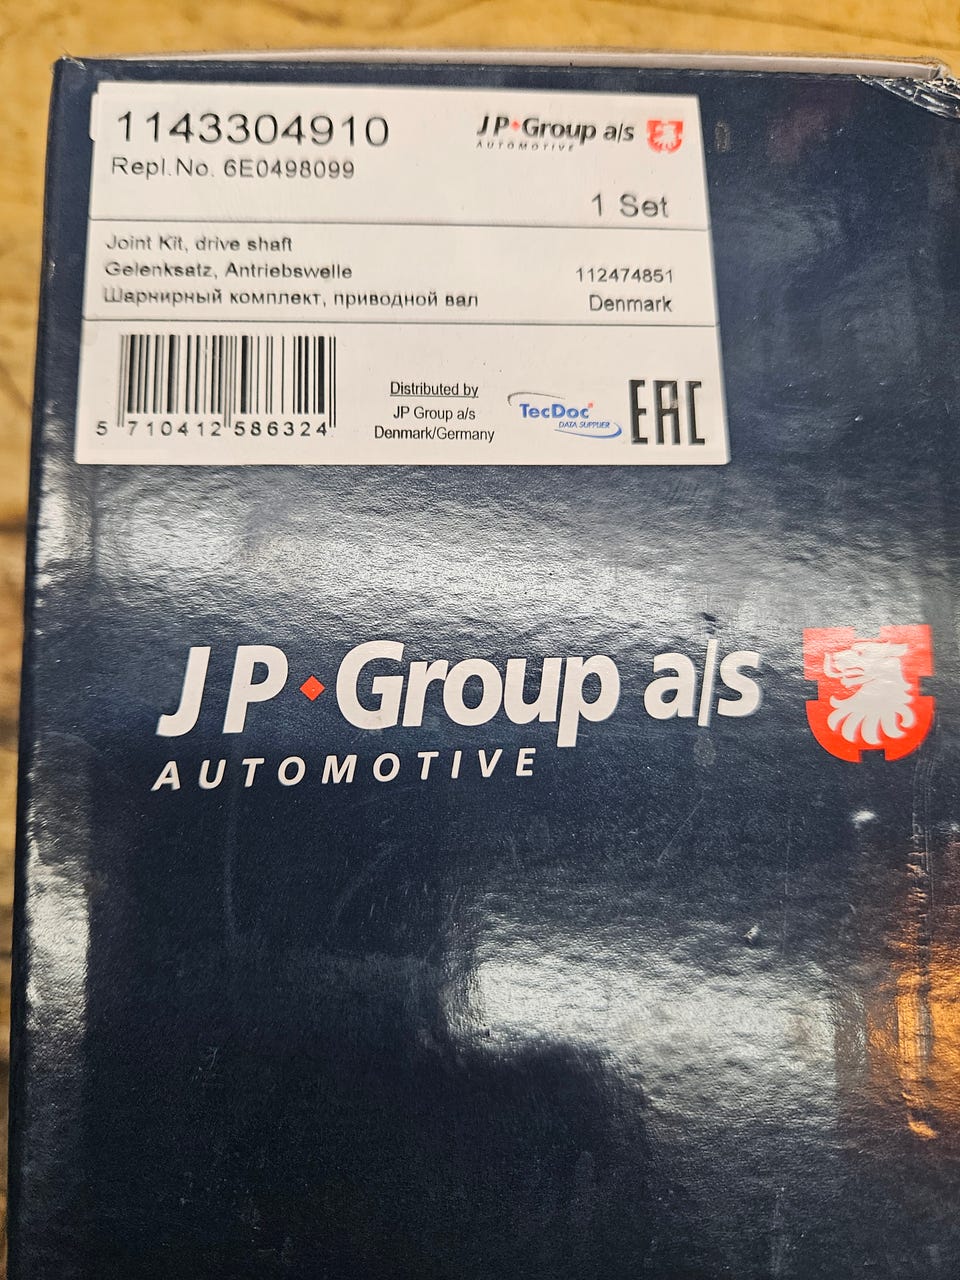 1143304910
JP Group a/s
AUTOMOTIVE
Repl.No. 6E0498099
1 Set
Joint Kit, drive shaft
Gelenksatz, Antriebswelle
112474851
Шарнирный комплект, приводной вал
Denmark
Distributed by
JP Group a/s
Denmark/Germany
TecDoc
DATA SUPPLIER
EAC
5 710412 586324
JP Group a/s
AUTOMOTIVE